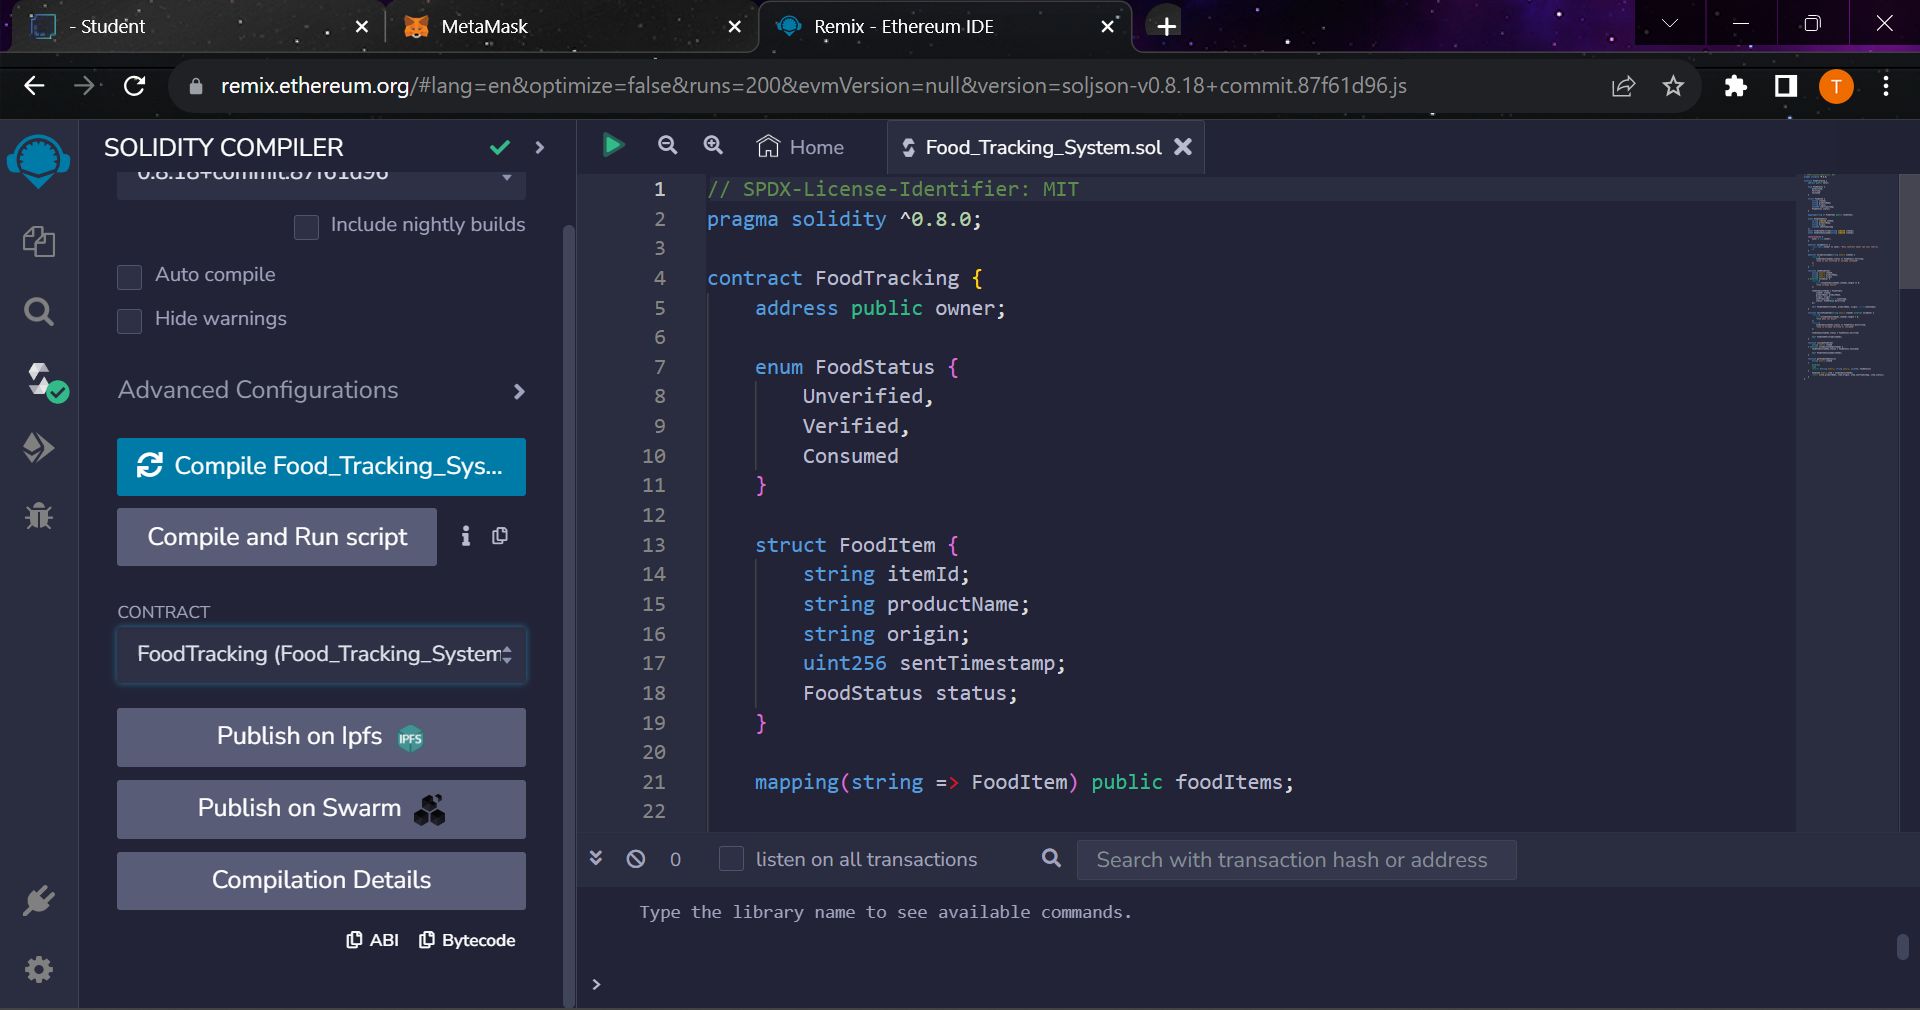 - Student
MetaMask
Remix - Ethereum IDE
remix.ethereum.org/#lang=en&optimize=false&runs=200&evmVersion=null&version=soljson-v0.8.18+commit.87f61d96.js
T
SOLIDITY COMPILER
0.8.18+commit.87f61d96
Include nightly builds
Auto compile
Hide warnings
Advanced Configurations
Compile Food_Tracking_Sys...
Compile and Run script
CONTRACT
FoodTracking (Food_Tracking_System
Publish on Ipfs
IPFS
Publish on Swarm
Compilation Details
ABI
Bytecode
Home
Food_Tracking_System.sol
1 // SPDX-License-Identifier: MIT
2 pragma solidity ^0.8.0;
3
4 contract FoodTracking {
5 address public owner;
6
7 enum FoodStatus {
8 Unverified,
9 Verified,
10 Consumed
11 }
12
13 struct FoodItem {
14 string itemId;
15 string productName;
16 string origin;
17 uint256 sentTimestamp;
18 FoodStatus status;
19 }
20
21 mapping(string => FoodItem) public foodItems;
22
0
listen on all transactions
Search with transaction hash or address
Type the library name to see available commands.
>